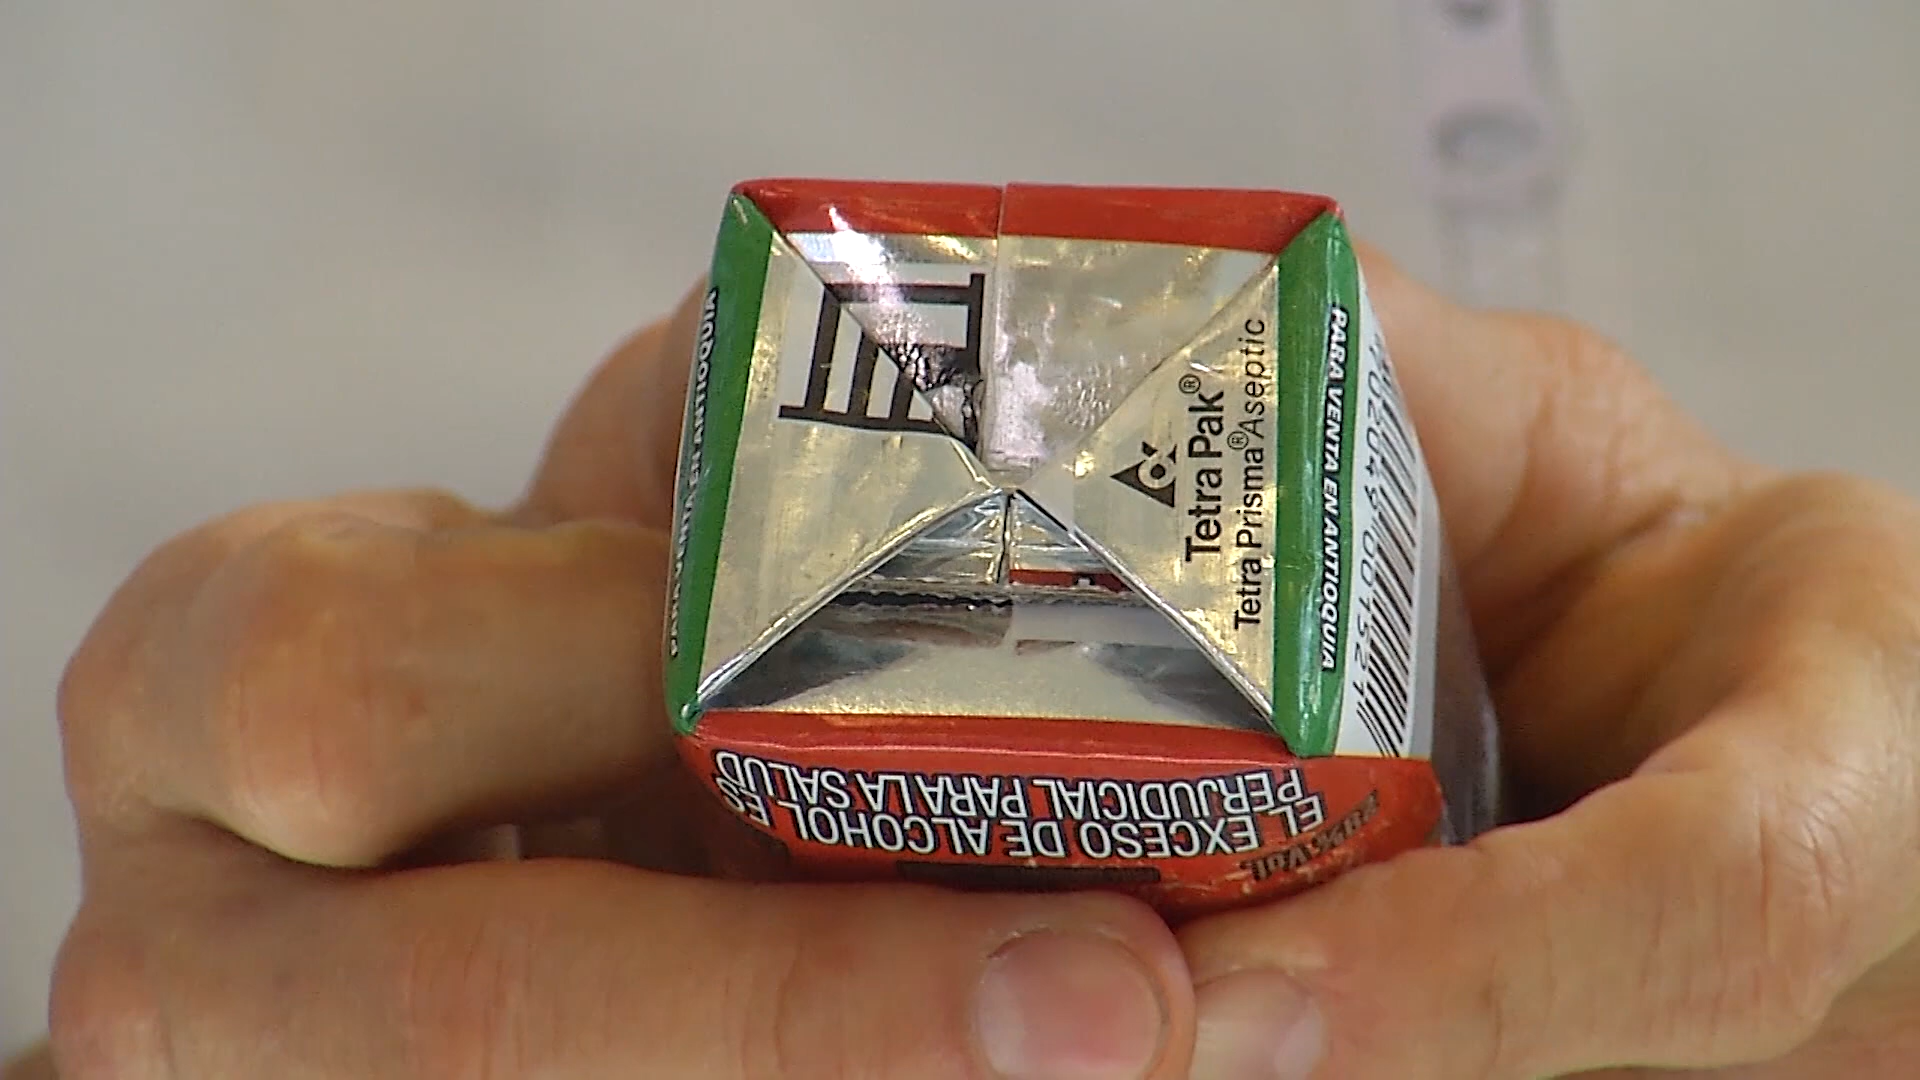 PARA VENTA EN ANTIOQUIA
Tetra Pak®
Tetra Prisma® Aseptic
PARA VENTA EN ANTIOQUIA
EL EXCESO DE ALCOHOL ES
PERJUDICIAL PARA LA SALUD
Vol.